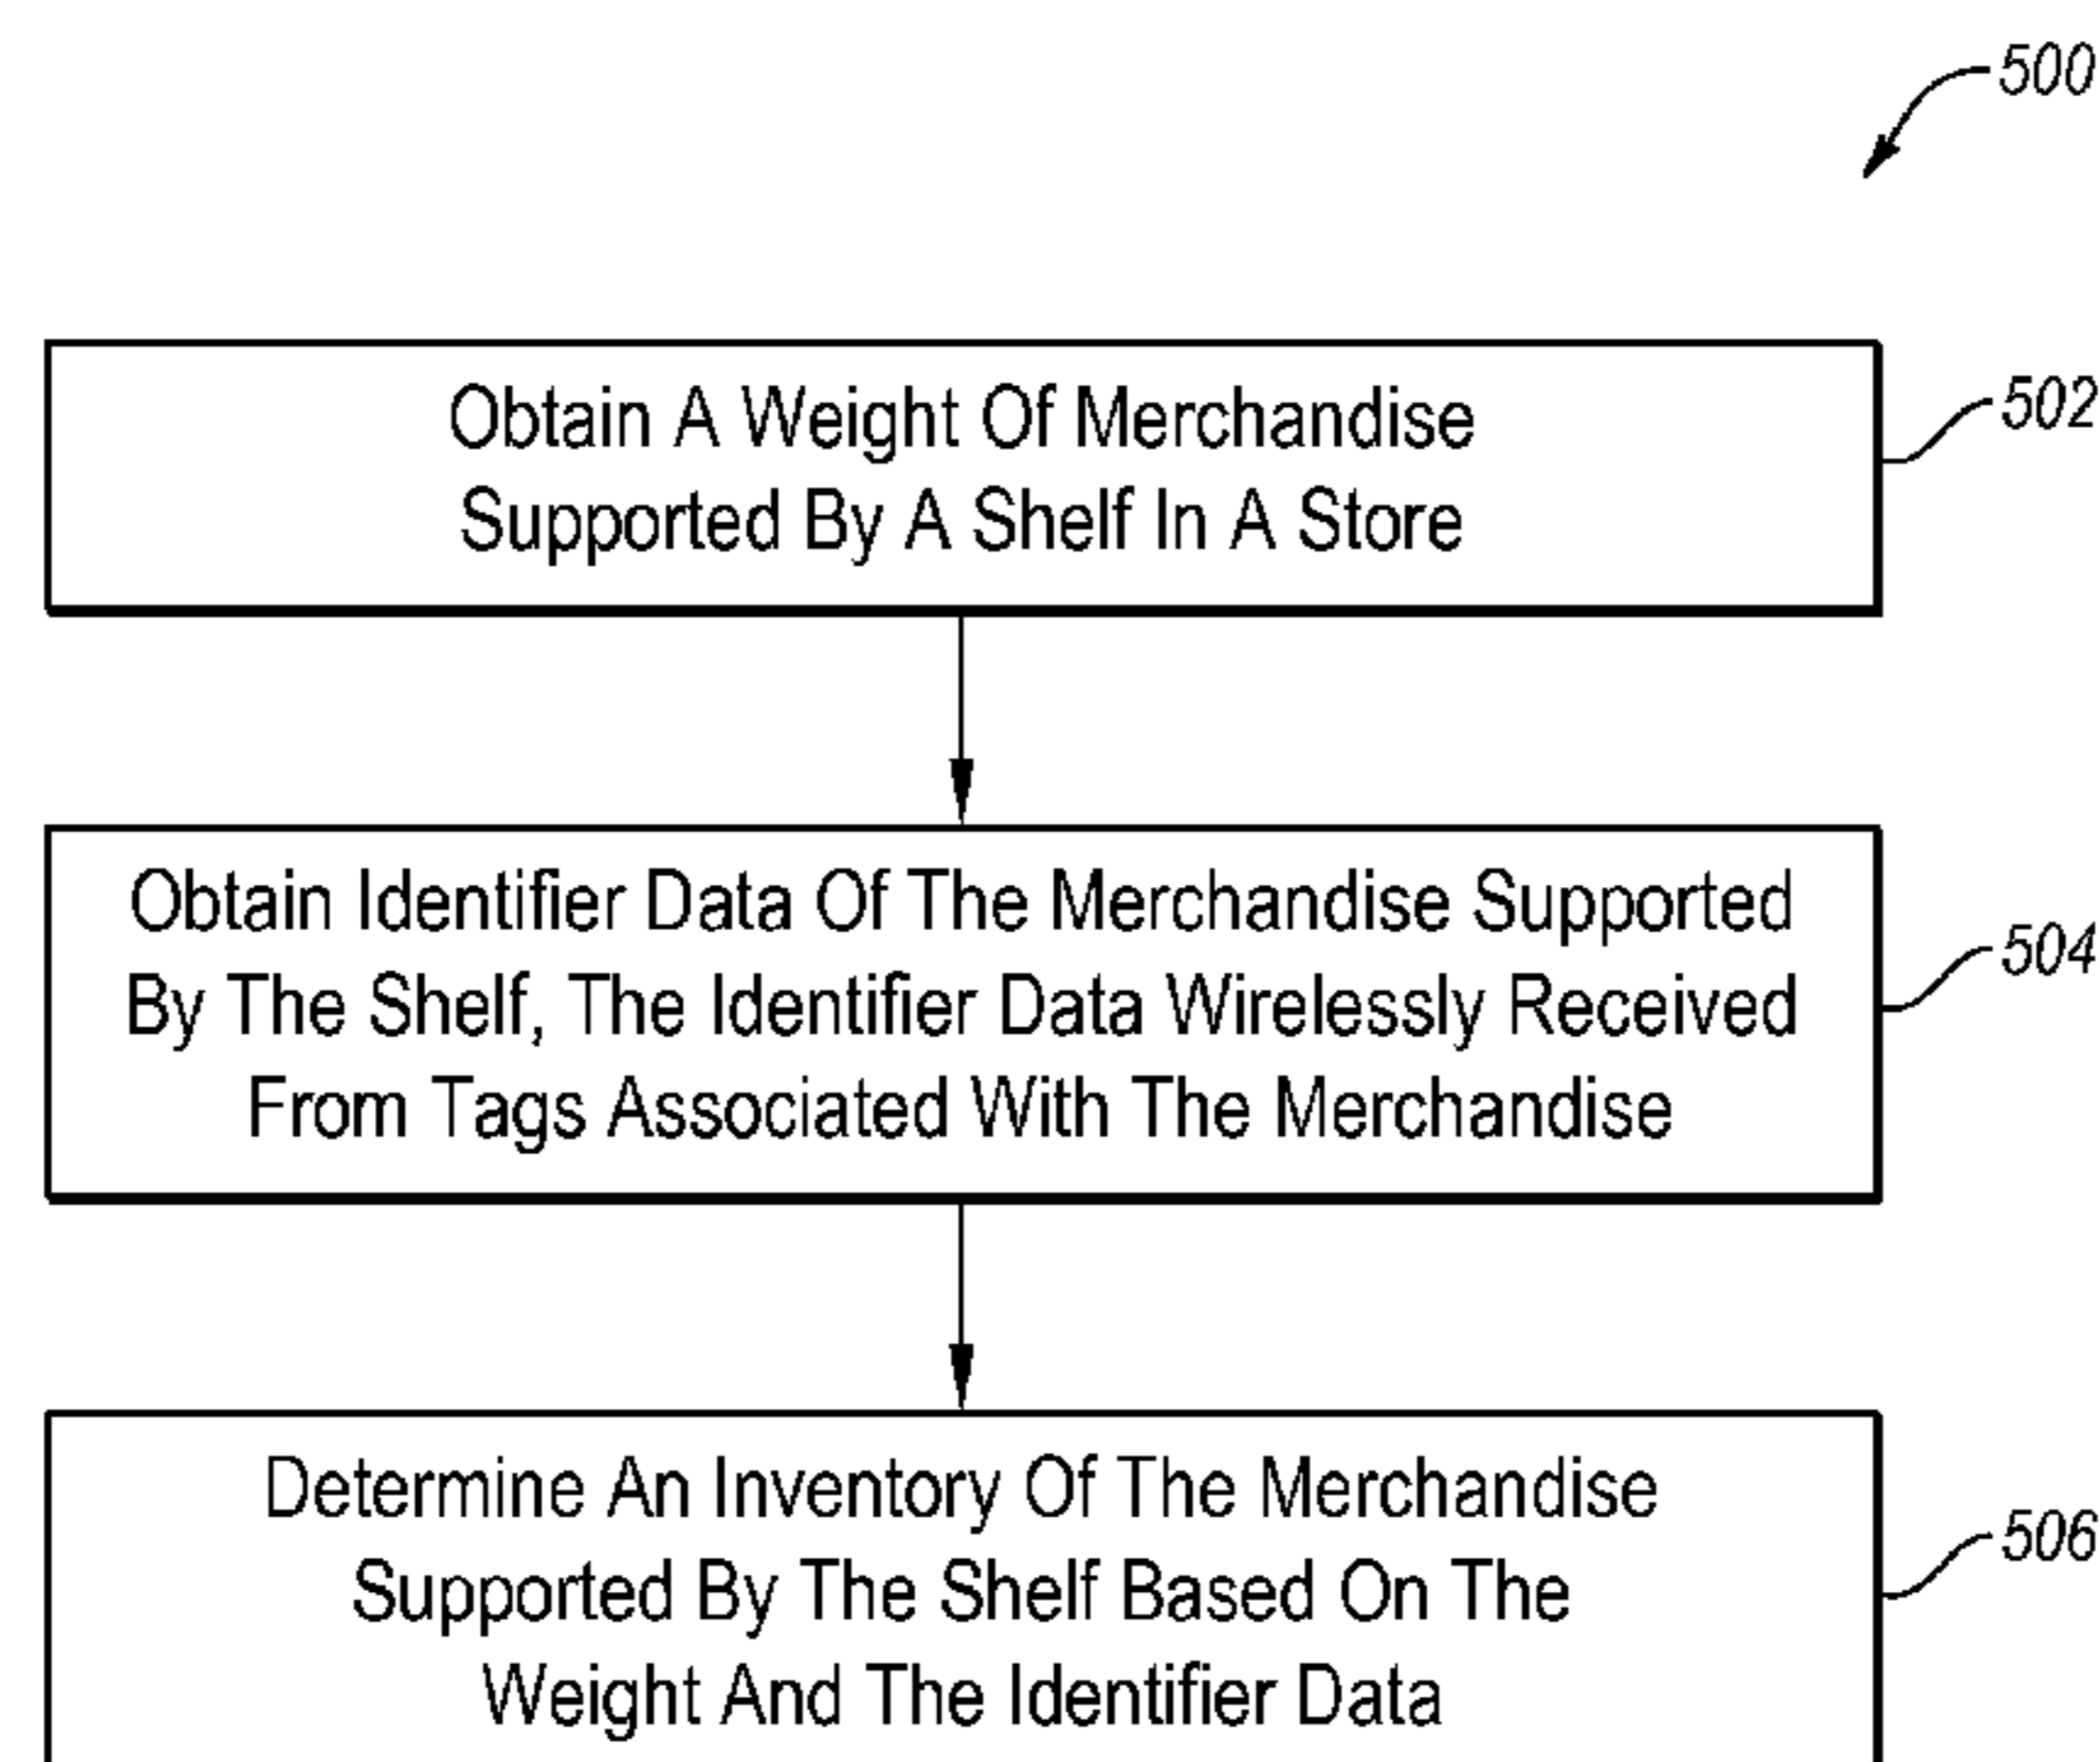 500
Obtain A Weight Of Merchandise
Supported By A Shelf In A Store
502
Obtain Identifier Data Of The Merchandise Supported
By The Shelf, The Identifier Data Wirelessly Received
From Tags Associated With The Merchandise
504
Determine An Inventory Of The Merchandise
Supported By The Shelf Based On The
Weight And The Identifier Data
506